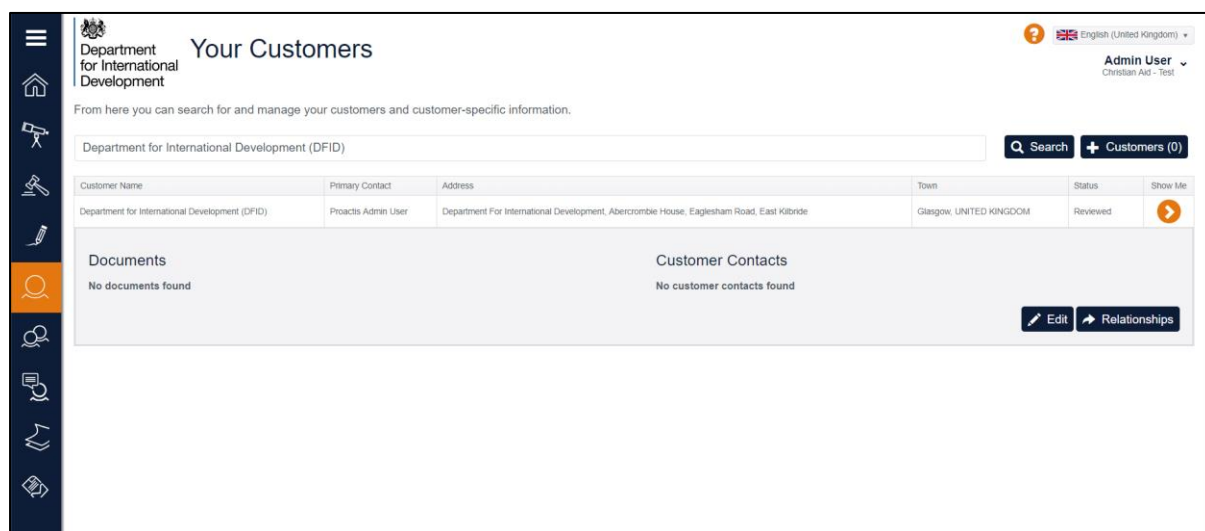 Department
for International
Development
Your Customers
?
English (United Kingdom)
Admin User
Christian Aid - Test
From here you can search for and manage your customers and customer-specific information.
Department for International Development (DFID)
Search
Customers (0)
Customer Name Primary Contact Address Town Status Show Me
Department for International Development (DFID) Proactis Admin User Department For International Development, Abercrombie House, Eaglesham Road, East Kilbride Glasgow, UNITED KINGDOM Reviewed
Documents
Customer Contacts
No documents found
No customer contacts found
Edit
Relationships